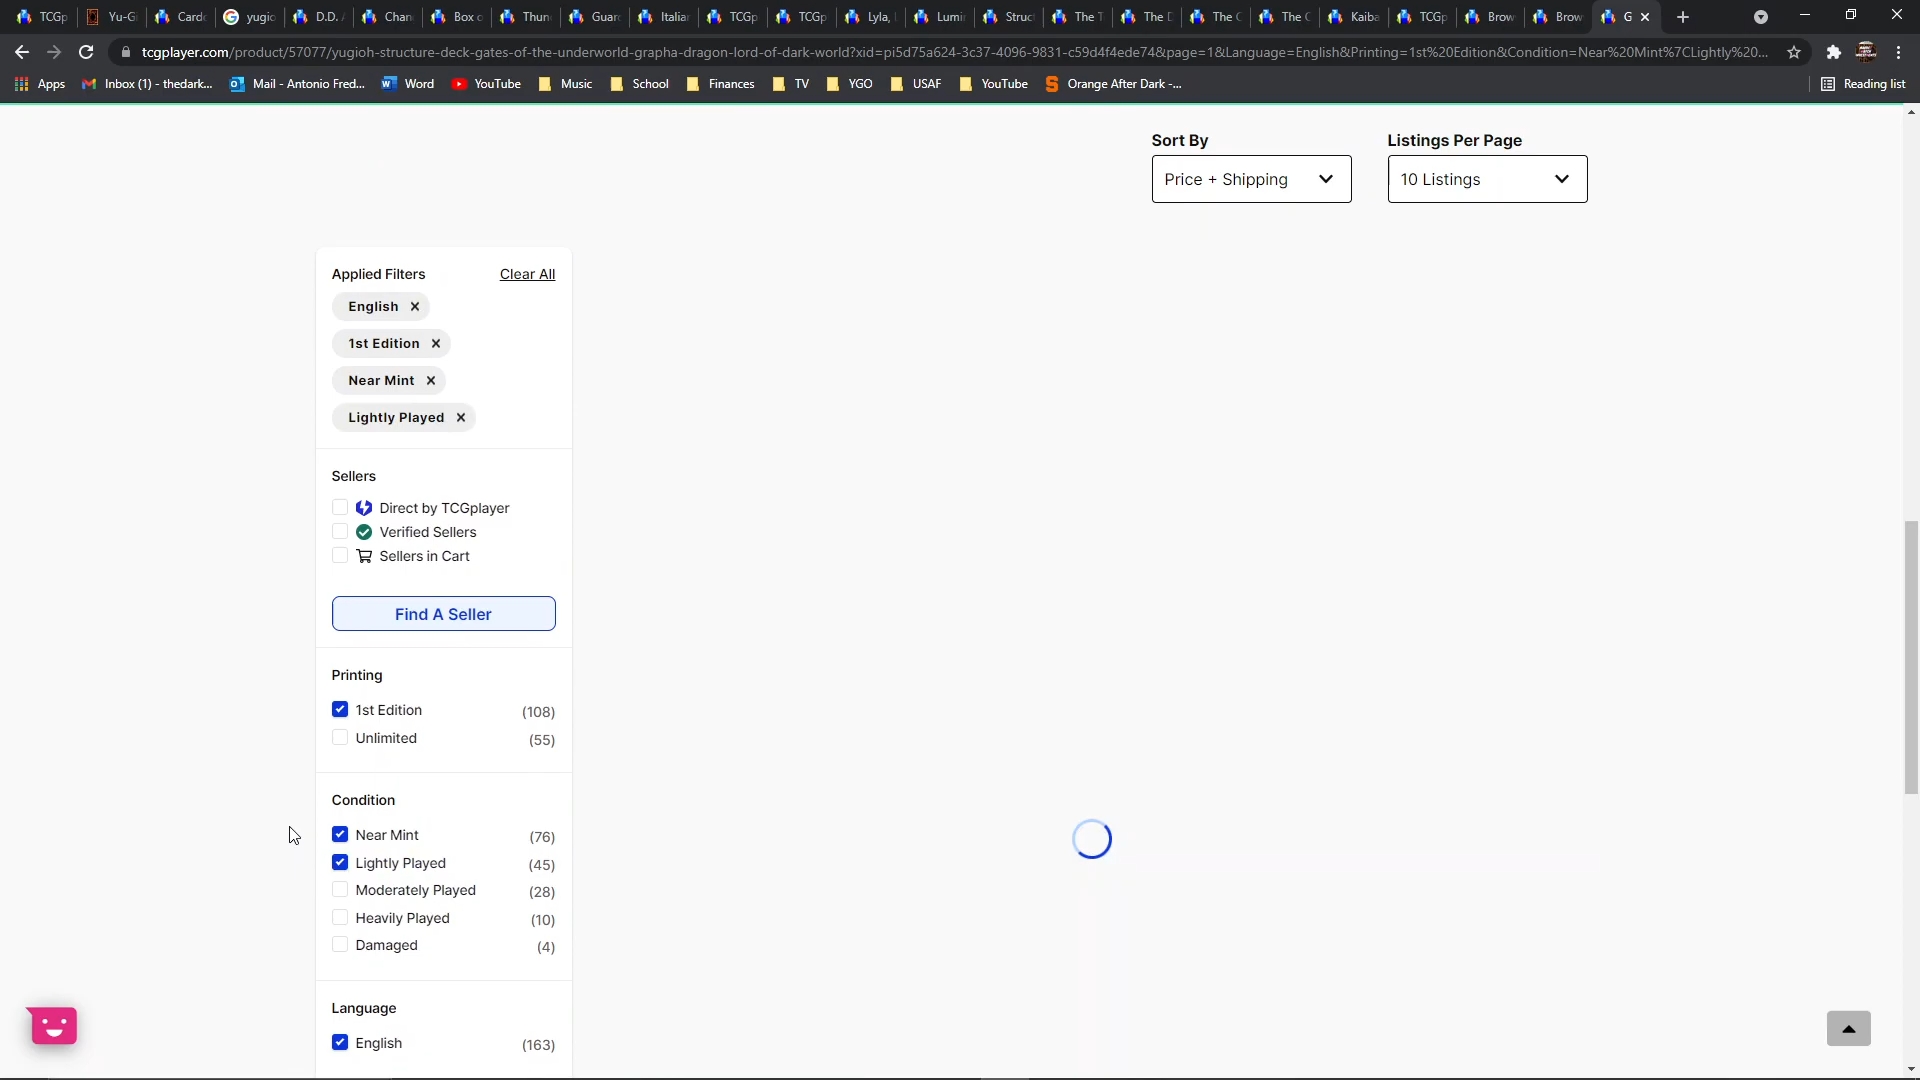 TCGp Yu-Gi Cardo yugio D.D. Chan Box o Thun Guar Italia TCGp TCGp Lyla, Lumin Struct The T The D The C The C Kaiba TCGp Brow Brow G
tcgplayer.com/product/57077/yugioh-structure-deck-gates-of-the-underworld-grapha-dragon-lord-of-dark-world?xid=pi5d75a624-3c37-4096-9831-c59d4f4ede74&page=1&Language=English&Printing=1st%20Edition&Condition=Near%20Mint%7CLightly%20...
Apps Inbox (1) - thedark... Mail - Antonio Fred... Word YouTube Music School Finances TV YGO USAF YouTube Orange After Dark -... Reading list
Sort By Listings Per Page
Price + Shipping 10 Listings
Applied Filters Clear All
English
1st Edition
Near Mint
Lightly Played
Sellers
Direct by TCGplayer
Verified Sellers
Sellers in Cart
Find A Seller
Printing
1st Edition (108)
Unlimited (55)
Condition
Near Mint (76)
Lightly Played (45)
Moderately Played (28)
Heavily Played (10)
Damaged (4)
Language
English (163)